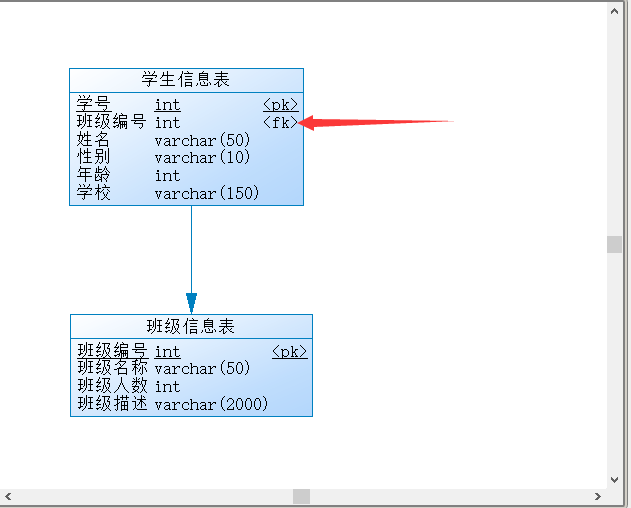 学生信息表
学号 int <pk>
班级编号 int <fk>
姓名 varchar(50)
性别 varchar(10)
年龄 int
学校 varchar(150)
班级信息表
班级编号 int <pk>
班级名称 varchar(50)
班级人数 int
班级描述 varchar(2000)